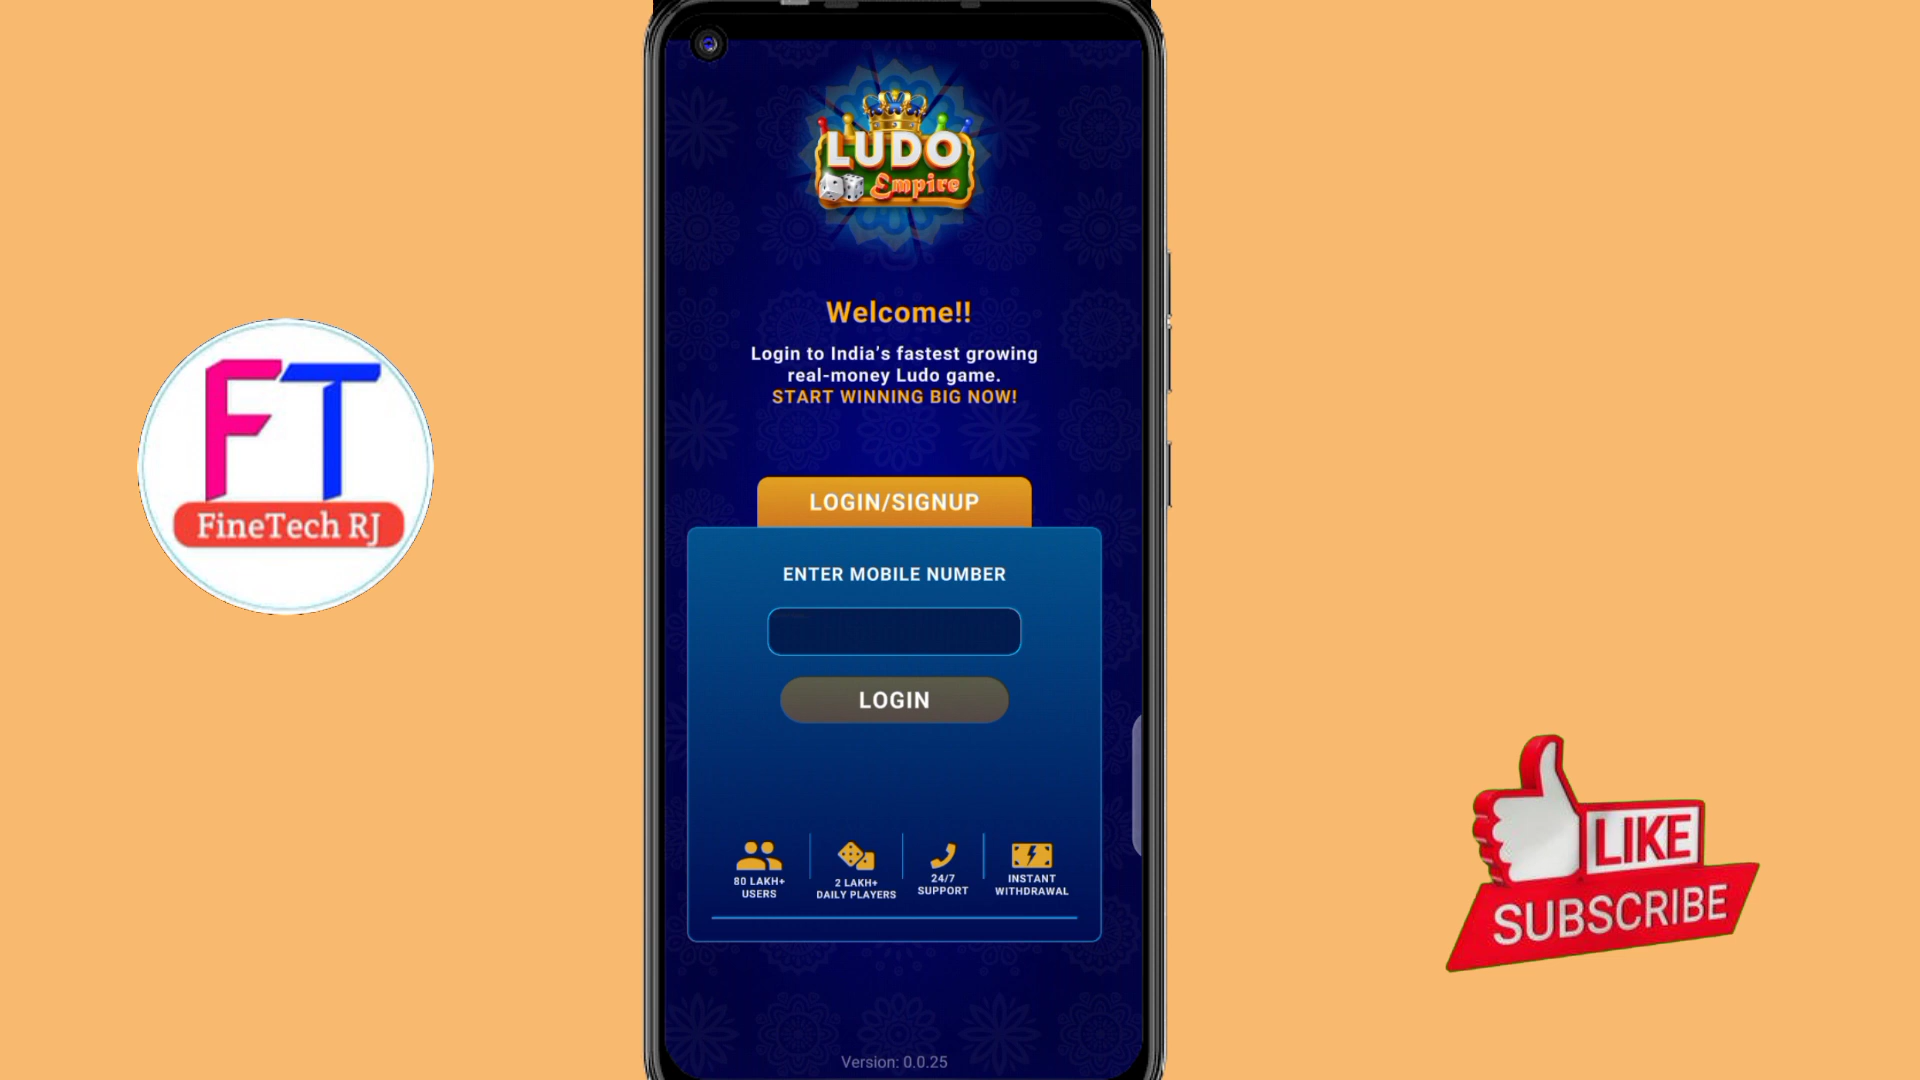 LUDO
Empire
Welcome!!
Login to India's fastest growing
real-money Ludo game.
START WINNING BIG NOW!
LOGIN/SIGNUP
ENTER MOBILE NUMBER
LOGIN
80 LAKH+
USERS
2 LAKH+
DAILY PLAYERS
24/7
SUPPORT
INSTANT
WITHDRAWAL
Version: 0.0.25
FT
FineTech RJ
LIKE
SUBSCRIBE